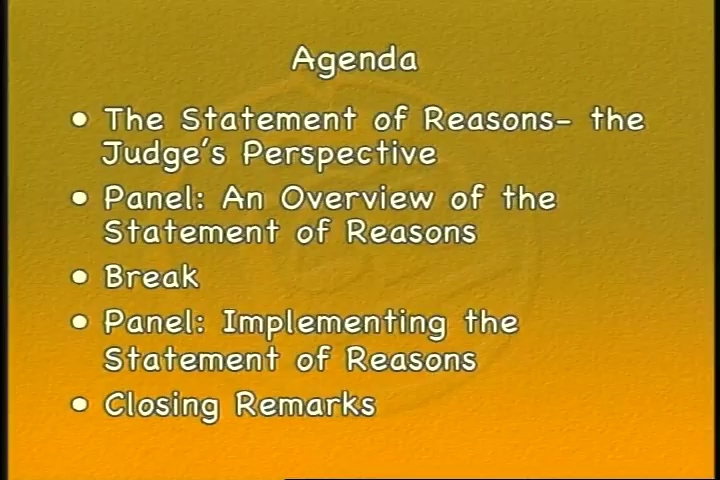 Agenda
• The Statement of Reasons– the
Judge's Perspective
• Panel: An Overview of the
Statement of Reasons
• Break
• Panel: Implementing the
Statement of Reasons
• Closing Remarks